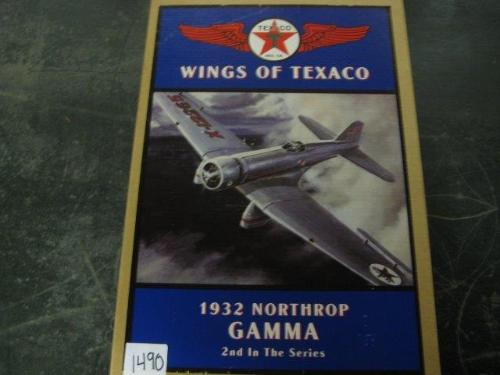 TEXACO
WINGS OF TEXACO
1932 NORTHROP
GAMMA
2nd In The Series
1490